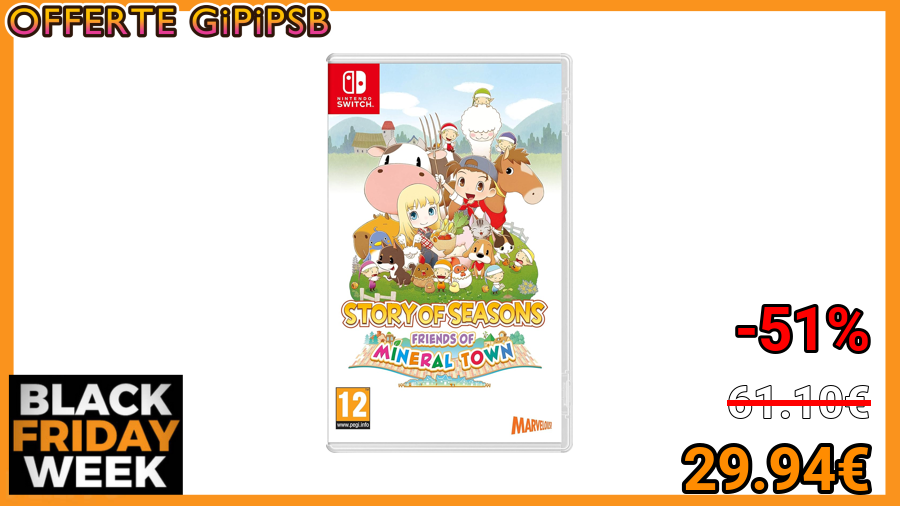 OFFERTE GiPiPSB
NINTENDO
SWITCH.
STORY OF SEASONS
FRIENDS OF
MINERAL TOWN
12
www.pegi.info
MARVELOUS!
BLACK
FRIDAY
WEEK
-51%
61.10€
29.94€